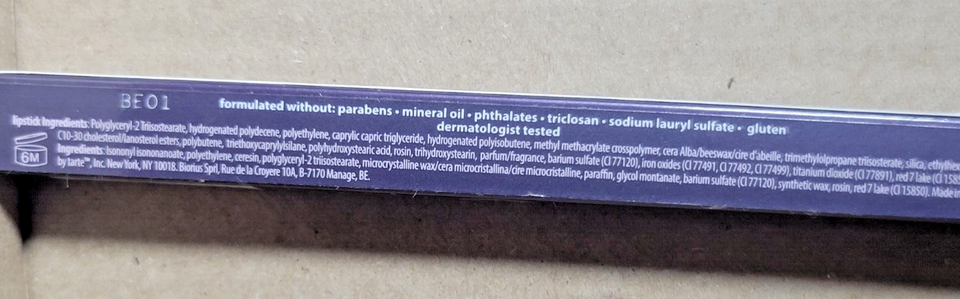 BE01
formulated without: parabens • mineral oil • phthalates • triclosan • sodium lauryl sulfate • gluten
dermatologist tested
lipstick Ingredients: Polyglyceryl-2 Triisostearate, hydrogenated polydecene, polyethylene, caprylic capric triglyceride, hydrogenated polyisobutene, methyl methacrylate crosspolymer, cera Alba/beeswax/cire d'abeille, trimethylolpropane triisosterate, silica,
C10-30 cholesterol/lanosterol esters, polybutene, triethoxycaprylylsilane, polyhydroxystearic acid, rosin, trihydroxystearin, parfum/fragrance, barium sulfate (CI 77120), iron oxides (CI 77491, CI 77492, CI 77499), titanium dioxide (CI 77891), red 7 lake (CI
Ingredients: Isononyl isononanoate, polyethylene, ceresin, polyglyceryl-2 triisostearate, microcrystalline wax/cera microcristallina/cire microcristalline, paraffin, glycol montanate, barium sulfate (CI 77120), synthetic wax, rosin, red 7 lake (CI 15850). Made
by tarte™, Inc. New York, NY 10018. Biorius Sprl, Rue de la Croyere 10A, B-7170 Manage, BE.
6M